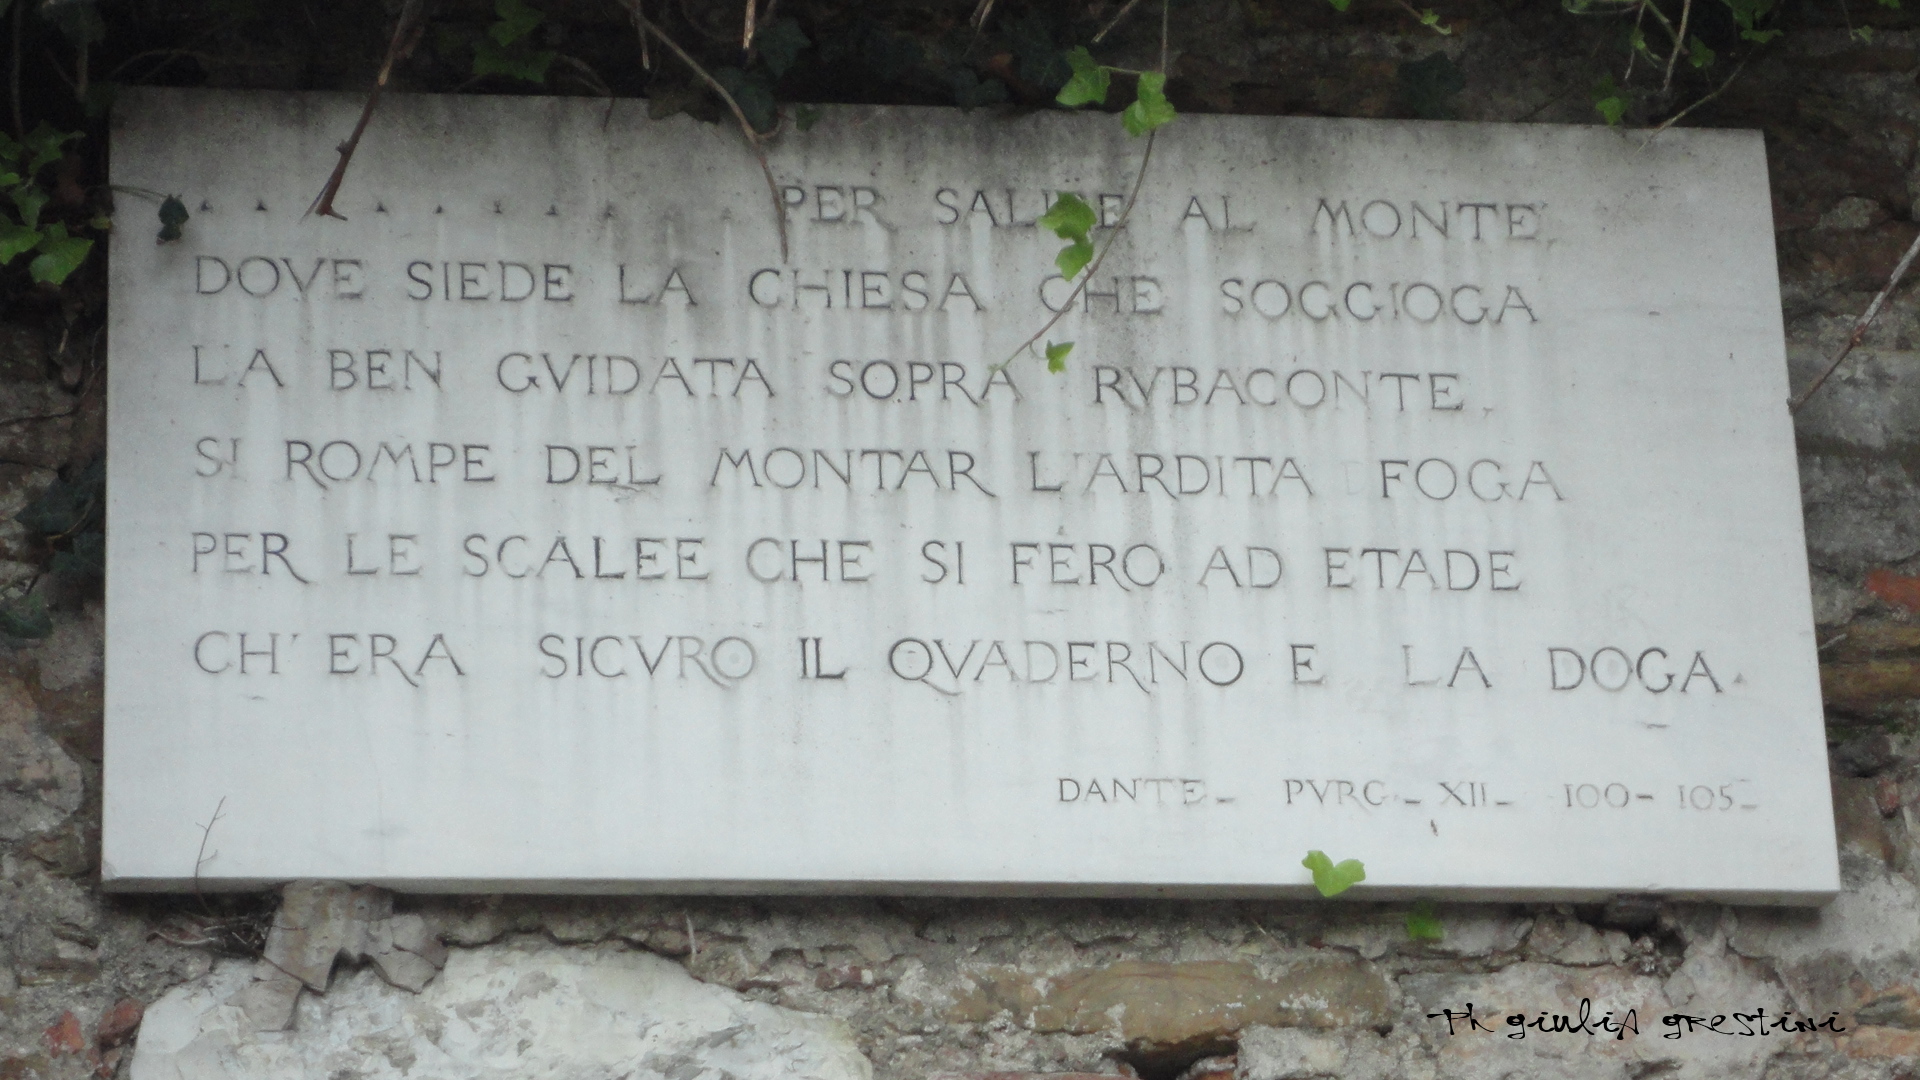 . . . . . . . . . . PER SALIRE AL MONTE,
DOVE SIEDE LA CHIESA CHE SOGGIOGA
LA BEN GVIDATA SOPRA RVBACONTE,
SI ROMPE DEL MONTAR L'ARDITA FOGA
PER LE SCALEE CHE SI FÉRO AD ETADE
CH' ERA SICVRO IL QVADERNO E LA DOGA.
DANTE - PVRG - XII - 100 - 105 -
Ph giuliA grestini